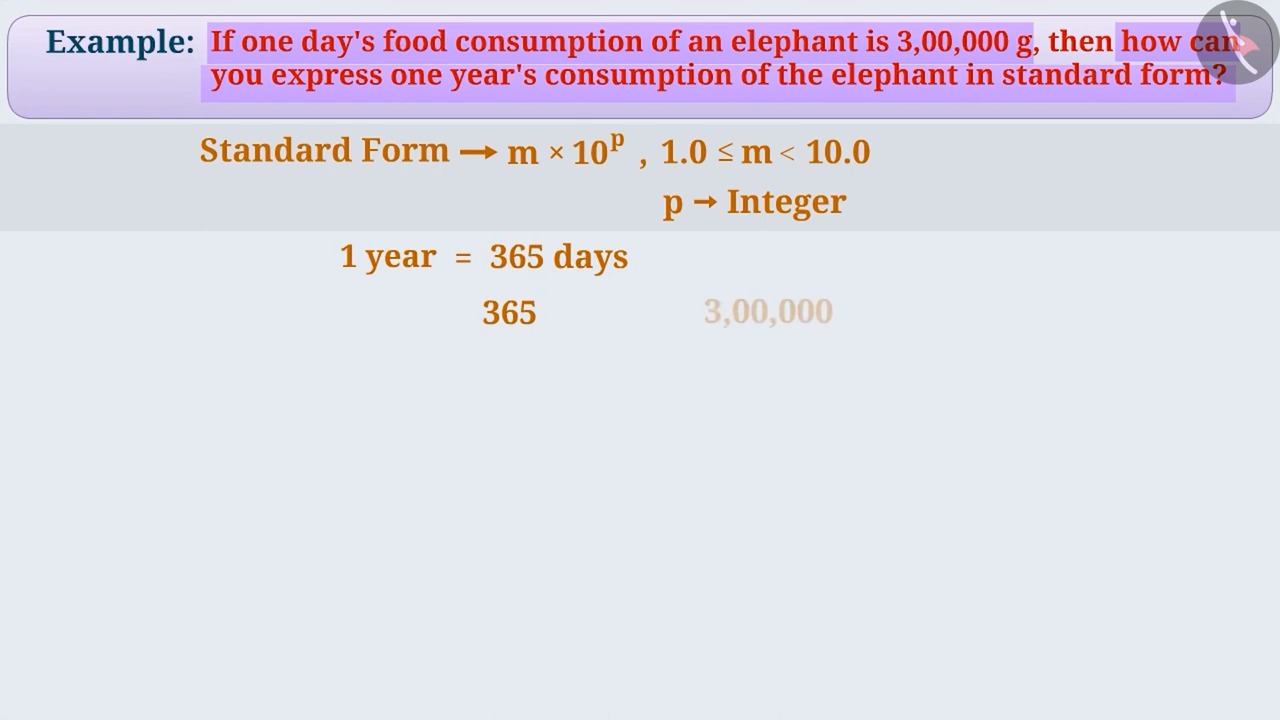 Example: If one day's food consumption of an elephant is 3,00,000 g, then how can
you express one year's consumption of the elephant in standard form?
Standard Form → m × 10ᵖ , 1.0 ≤ m < 10.0
p → Integer
1 year = 365 days
365 3,00,000